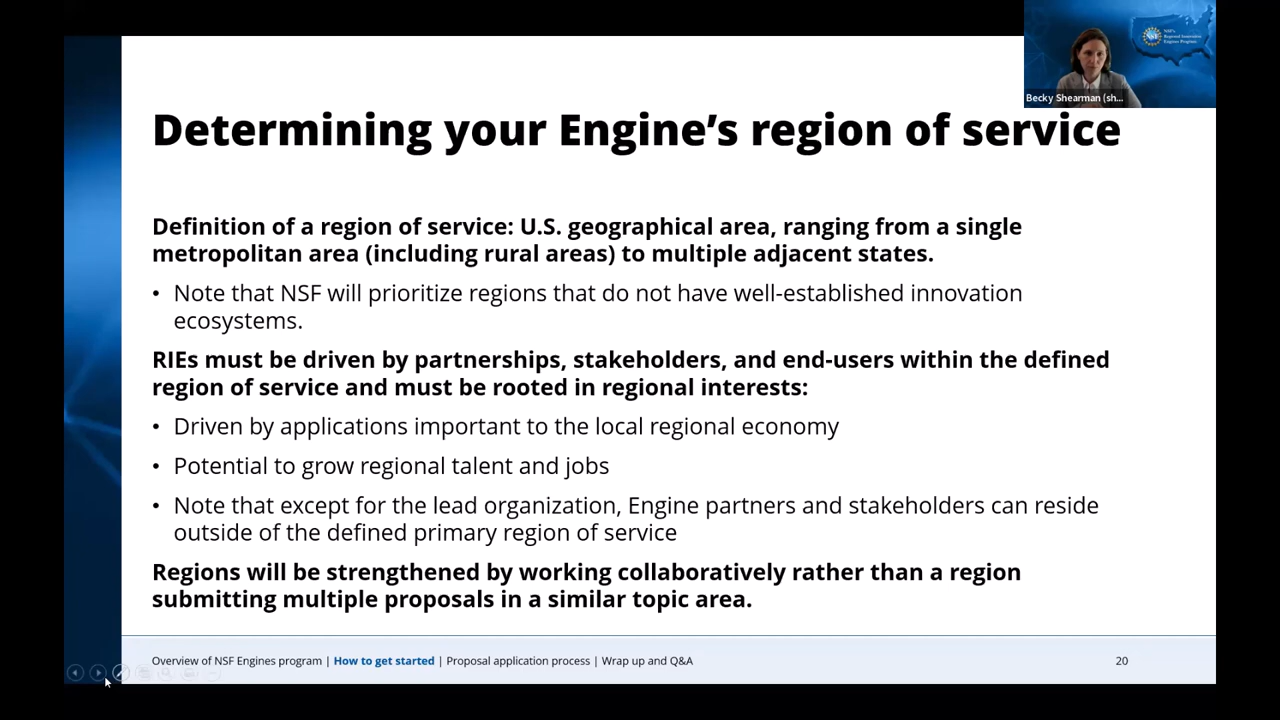 NSF's
Regional Innovation
Engines Program
NSF
Becky Shearman (sh...
Determining your Engine’s region of service
Definition of a region of service: U.S. geographical area, ranging from a single
metropolitan area (including rural areas) to multiple adjacent states.
• Note that NSF will prioritize regions that do not have well-established innovation
ecosystems.
RIEs must be driven by partnerships, stakeholders, and end-users within the defined
region of service and must be rooted in regional interests:
• Driven by applications important to the local regional economy
• Potential to grow regional talent and jobs
• Note that except for the lead organization, Engine partners and stakeholders can reside
outside of the defined primary region of service
Regions will be strengthened by working collaboratively rather than a region
submitting multiple proposals in a similar topic area.
Overview of NSF Engines program | How to get started | Proposal application process | Wrap up and Q&A
20